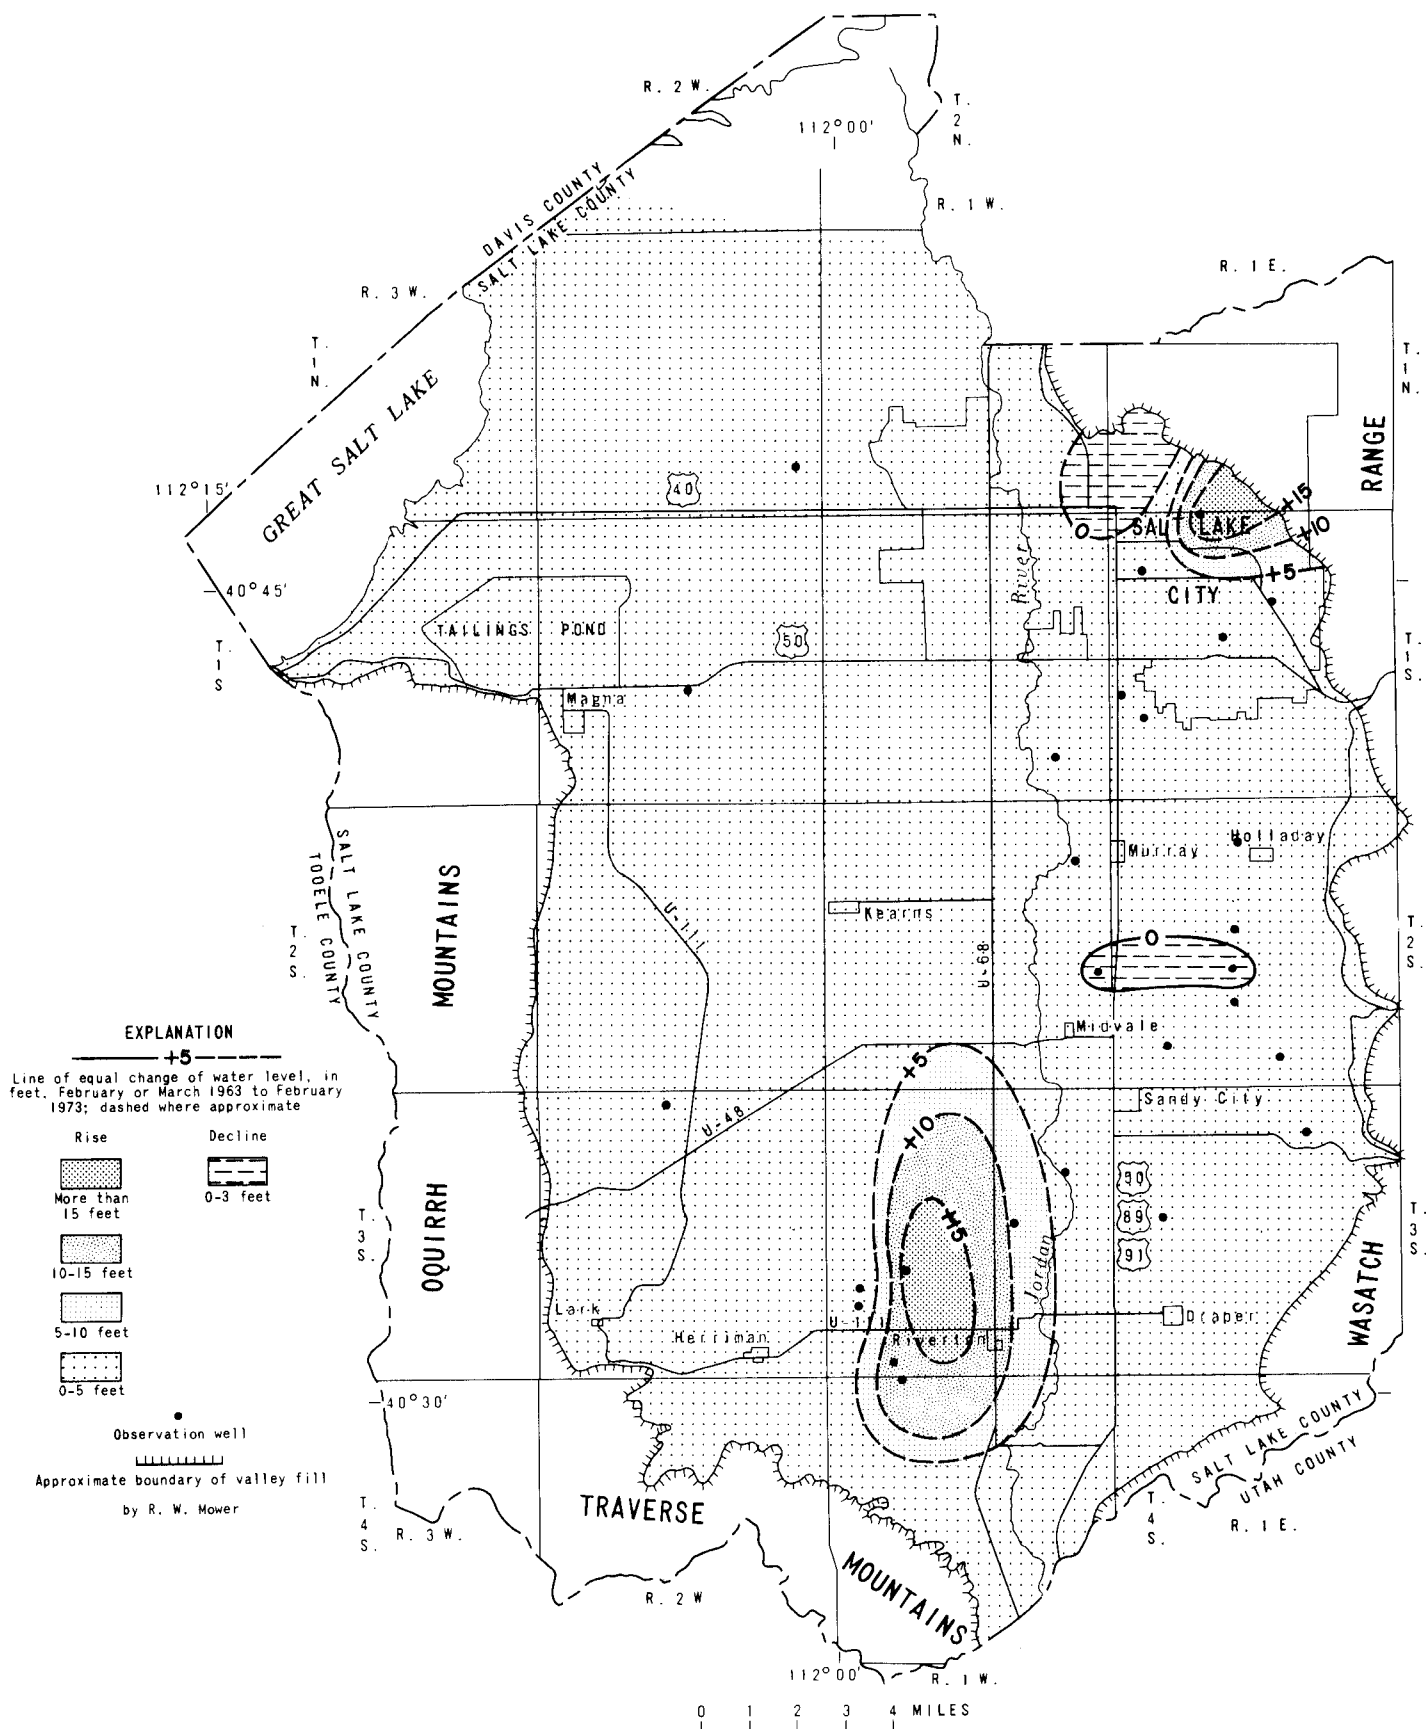 R. 2 W.
T. 2 N.
112°00'
DAVIS COUNTY
SALT LAKE COUNTY
R. 1 W.
R. 3 W.
R. 1 E.
T. 1 N.
T. 1 N.
GREAT SALT LAKE
RANGE
112°15'
40
+15
0
SALT LAKE
+10
+5
CITY
40°45'
River
TAILINGS POND
50
T. 1 S
T. 1 S.
Magna
SALT LAKE COUNTY
TOOELE COUNTY
Holladay
Murray
MOUNTAINS
Kearns
U-111
U-68
T. 2 S.
T. 2 S.
0
Midvale
EXPLANATION
+5
Line of equal change of water level, in
feet, February or March 1963 to February
1973; dashed where approximate
Rise
Decline
More than
15 feet
0-3 feet
10-15 feet
5-10 feet
0-5 feet
Observation well
Approximate boundary of valley fill
by R. W. Mower
+5
U-48
+10
Sandy City
90
89
91
+15
T. 3 S.
T. 3 S.
OQUIRRH
Jordan
WASATCH
Lark
U-111
Draper
Herriman
Riverton
40°30'
SALT LAKE COUNTY
UTAH COUNTY
TRAVERSE
T. 4 S.
T. 4 S.
R. 3 W.
R. 1 E.
R. 2 W
MOUNTAINS
112°00'
R. 1 W.
0 1 2 3 4 MILES